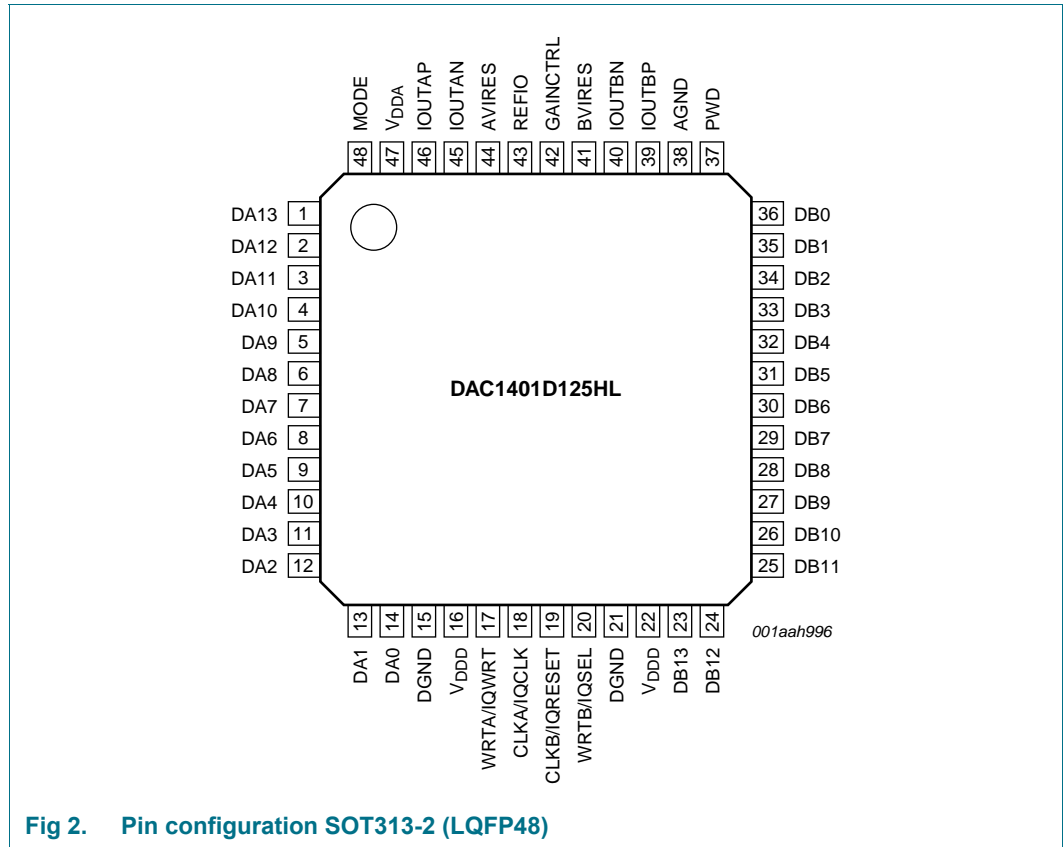 MODE
VDDA
IOUTAP
IOUTAN
AVIRES
REFIO
GAINCTRL
BVIRES
IOUTBN
IOUTBP
AGND
PWD
48
47
46
45
44
43
42
41
40
39
38
37
DA13 1
36 DB0
DA12 2
35 DB1
DA11 3
34 DB2
DA10 4
33 DB3
DA9 5
32 DB4
DA8 6
31 DB5
DAC1401D125HL
DA7 7
30 DB6
DA6 8
29 DB7
DA5 9
28 DB8
DA4 10
27 DB9
DA3 11
26 DB10
DA2 12
25 DB11
13
14
15
16
17
18
19
20
21
22
23
24
DA1
DA0
DGND
VDDD
WRTA/IQWRT
CLKA/IQCLK
CLKB/IQRESET
WRTB/IQSEL
DGND
VDDD
DB13
DB12
001aah996
Fig 2. Pin configuration SOT313-2 (LQFP48)